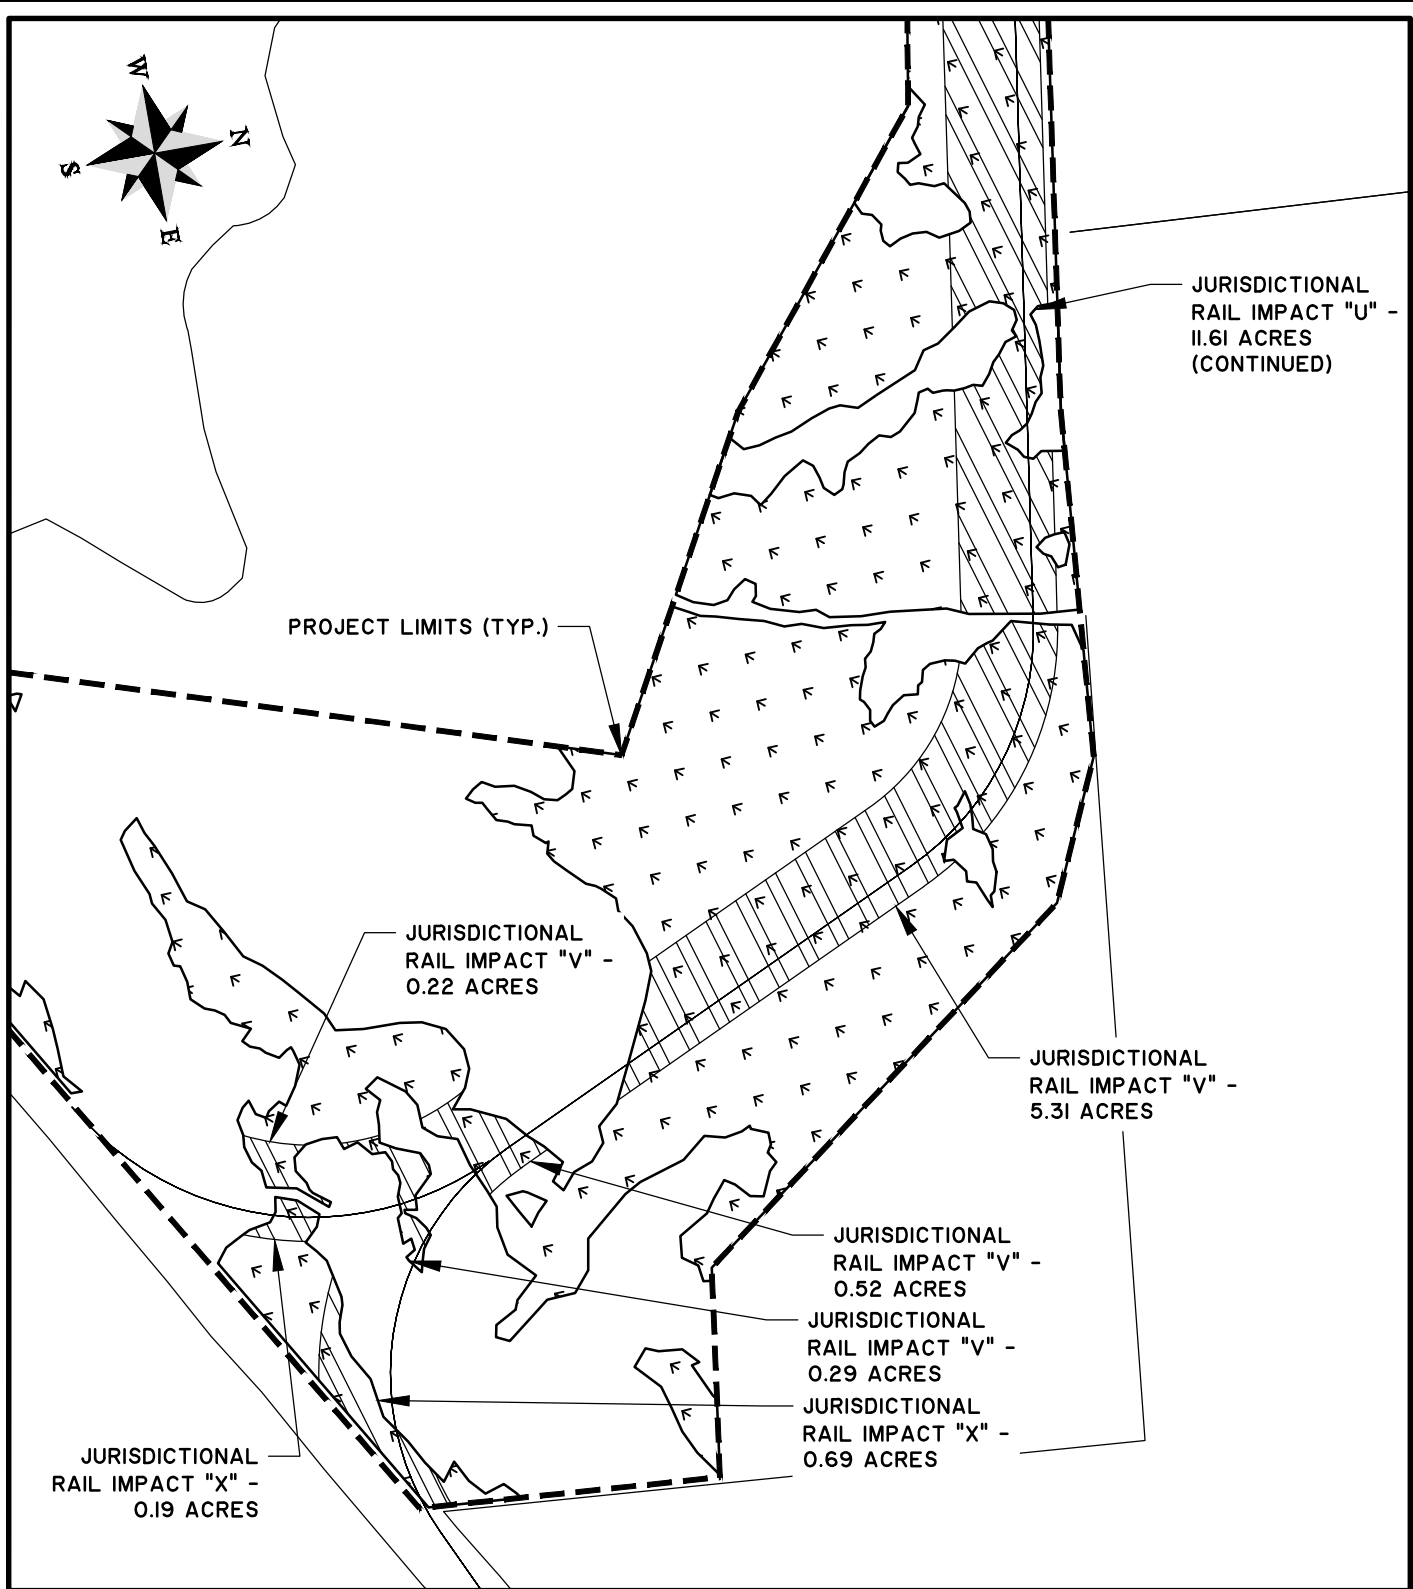 W
N
S
E
JURISDICTIONAL
RAIL IMPACT "U" -
11.61 ACRES
(CONTINUED)
PROJECT LIMITS (TYP.)
JURISDICTIONAL
RAIL IMPACT "V" -
0.22 ACRES
JURISDICTIONAL
RAIL IMPACT "V" -
5.31 ACRES
JURISDICTIONAL
RAIL IMPACT "V" -
0.52 ACRES
JURISDICTIONAL
RAIL IMPACT "V" -
0.29 ACRES
JURISDICTIONAL
RAIL IMPACT "X" -
0.69 ACRES
JURISDICTIONAL
RAIL IMPACT "X" -
0.19 ACRES